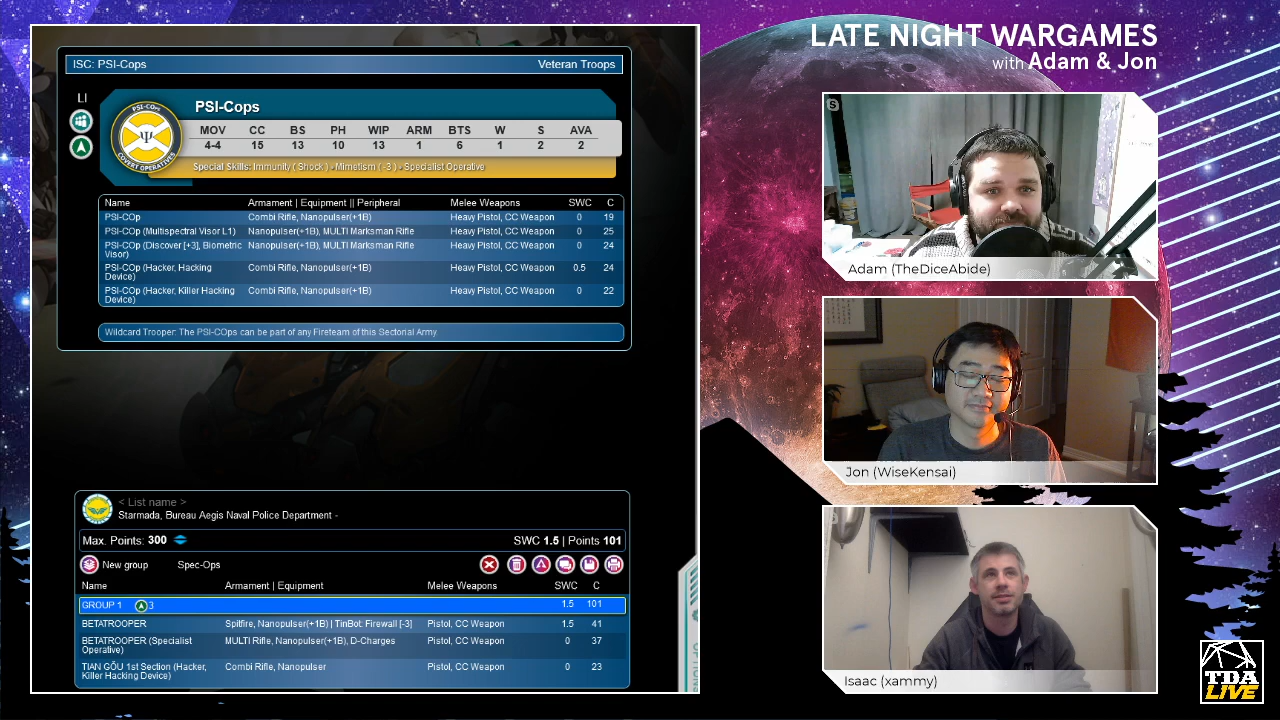 LATE NIGHT WARGAMES
with Adam & Jon
ISC: PSI-Cops Veteran Troops
LI
PSI-COPs
Ψ
COVERT OPERATIVES
PSI-Cops
MOV CC BS PH WIP ARM BTS W S AVA
4-4 15 13 10 13 1 6 1 2 2
Special Skills: Immunity ( Shock ) • Mimetism ( -3 ) • Specialist Operative
Name Armament | Equipment || Peripheral Melee Weapons SWC C
PSI-COp Combi Rifle, Nanopulser(+1B) Heavy Pistol, CC Weapon 0 19
PSI-COp (Multispectral Visor L1) Nanopulser(+1B), MULTI Marksman Rifle Heavy Pistol, CC Weapon 0 25
PSI-COp (Discover [+3], Biometric Nanopulser(+1B), MULTI Marksman Rifle Heavy Pistol, CC Weapon 0 24
Visor)
PSI-COp (Hacker, Hacking Combi Rifle, Nanopulser(+1B) Heavy Pistol, CC Weapon 0.5 24
Device)
PSI-COp (Hacker, Killer Hacking Combi Rifle, Nanopulser(+1B) Heavy Pistol, CC Weapon 0 22
Device)
Wildcard Trooper: The PSI-COps can be part of any Fireteam of this Sectorial Army.
< List name >
Starmada, Bureau Aegis Naval Police Department -
Max. Points: 300 SWC 1.5 | Points 101
New group Spec-Ops
Name Armament | Equipment Melee Weapons SWC C
GROUP 1 3 1.5 101
BETATROOPER Spitfire, Nanopulser(+1B) | TinBot: Firewall [-3] Pistol, CC Weapon 1.5 41
BETATROOPER (Specialist MULTI Rifle, Nanopulser(+1B), D-Charges Pistol, CC Weapon 0 37
Operative)
TIAN GǑU 1st Section (Hacker, Combi Rifle, Nanopulser Pistol, CC Weapon 0 23
Killer Hacking Device)
Adam (TheDiceAbide)
Jon (WiseKensai)
Isaac (xammy)
TDA
LIVE